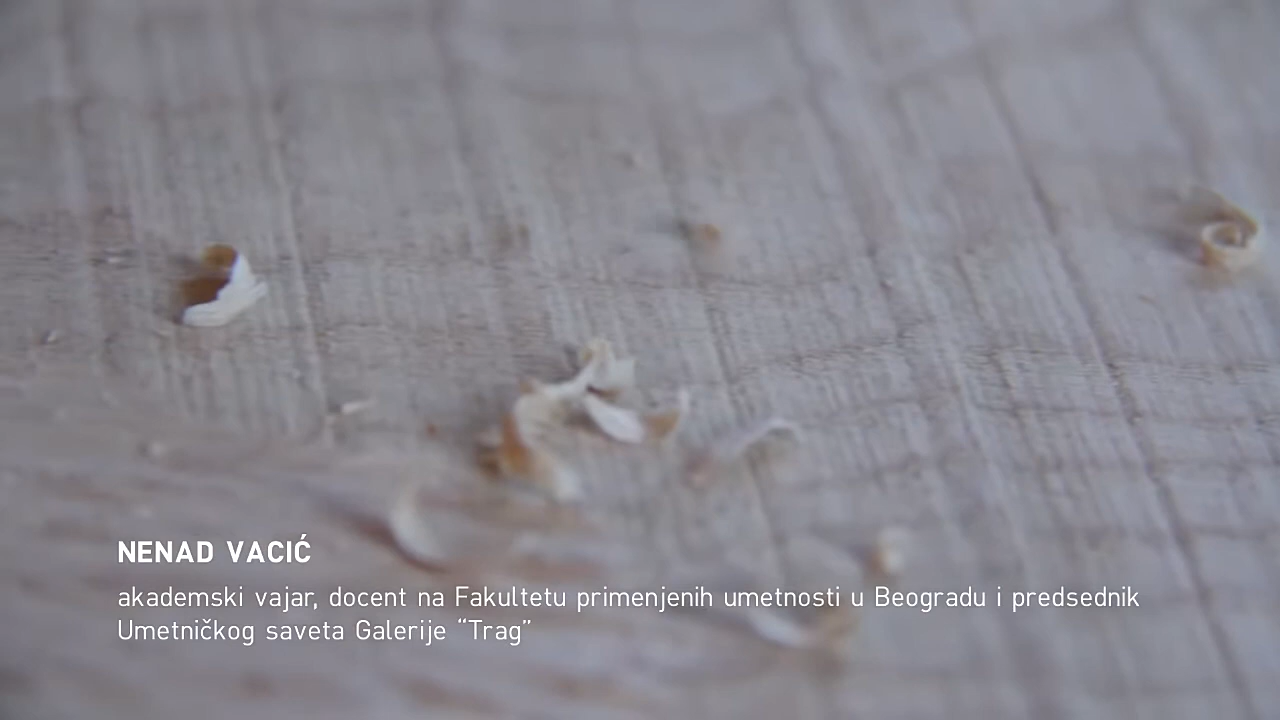 NENAD VACIĆ
akademski vajar, docent na Fakultetu primenjenih umetnosti u Beogradu i predsednik
Umetničkog saveta Galerije “Trag”